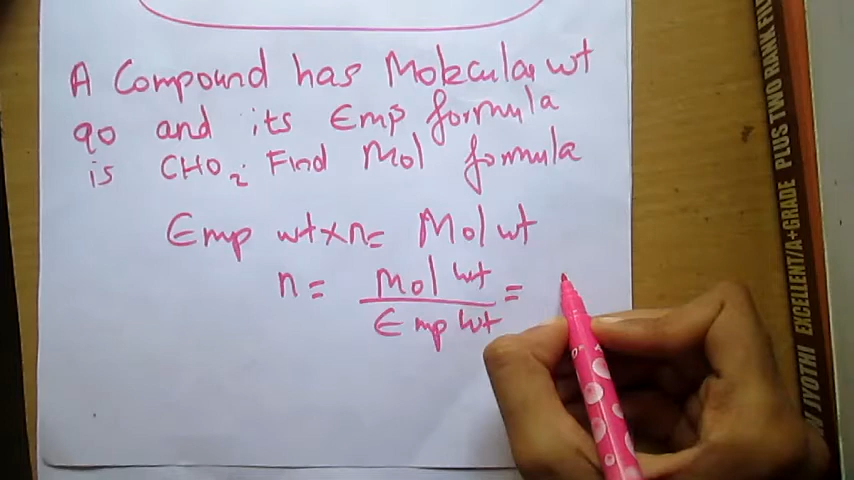 A Compound has Molecular wt
90 and its Emp formula
is CHO2. Find Mol formula
Emp wt×n= Mol wt
n = Mol wt / Emp wt =
JYOTHI EXCELLENT/A+GRADE PLUS TWO RANK FIL